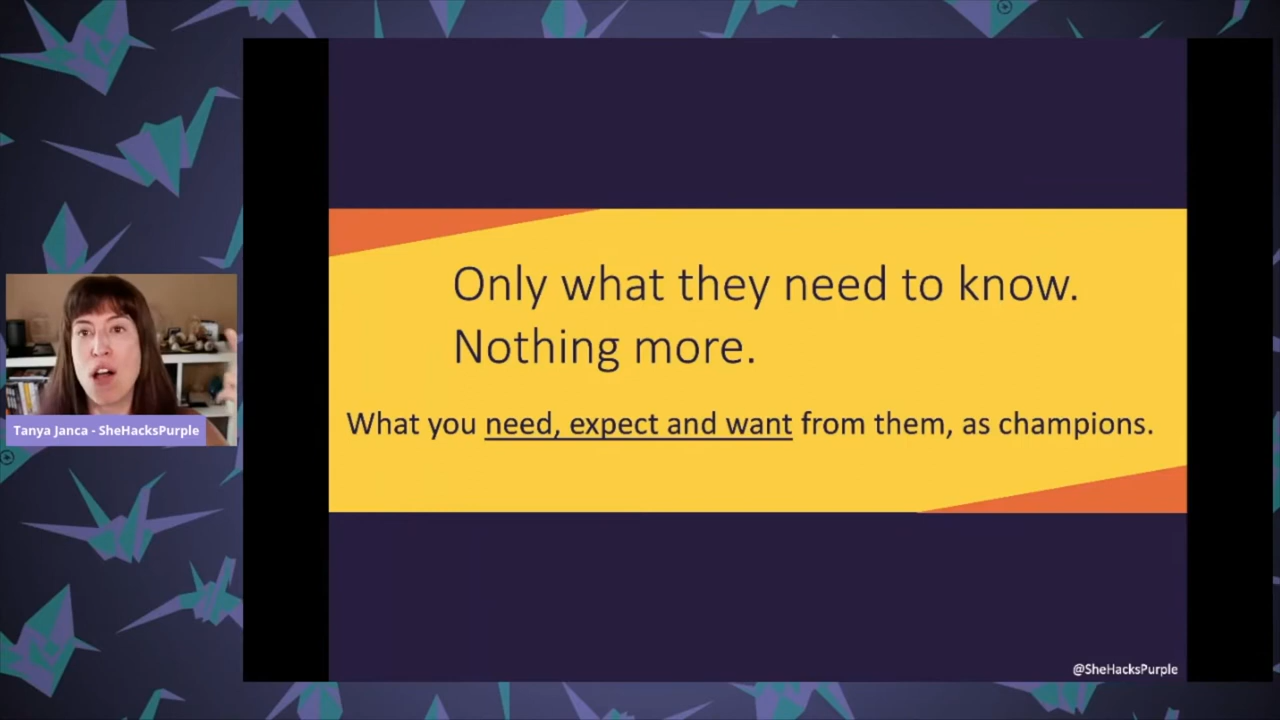 Only what they need to know.
Nothing more.
What you need, expect and want from them, as champions.
Tanya Janca - SheHacksPurple
@SheHacksPurple